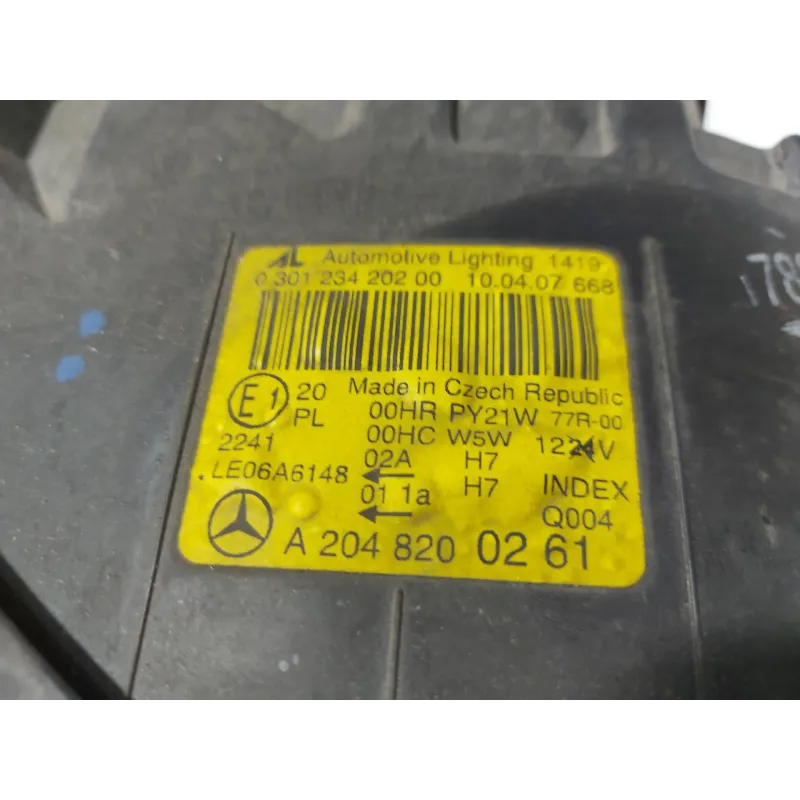 AL Automotive Lighting 1419
0 301 234 202 00 10.04.07 668
E1 20 Made in Czech Republic
PL 00HR PY21W 77R-00
2241 00HC W5W 1224V
LE06A6148 02A H7
01 1a H7 INDEX
Q004
A 204 820 02 61